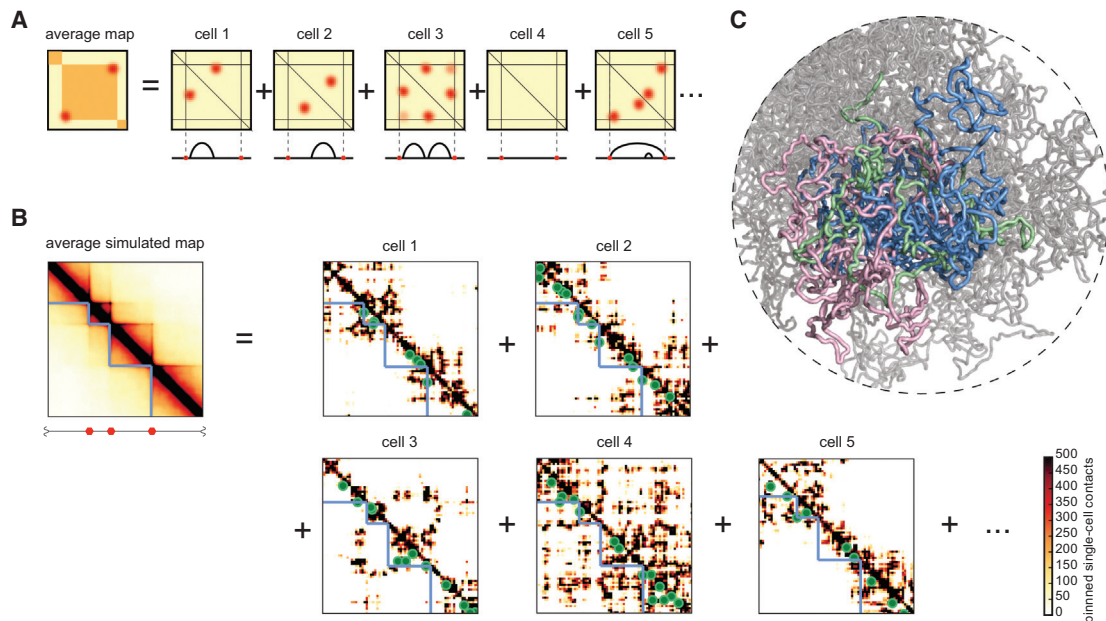 A
average map
=
cell 1
+
cell 2
+
cell 3
+
cell 4
+
cell 5
...
C
B
average simulated map
=
cell 1
+
cell 2
+
+
cell 3
+
cell 4
+
cell 5
+
...
500
450
400
350
300
250
200
150
100
50
0
pinnned single-cell contacts